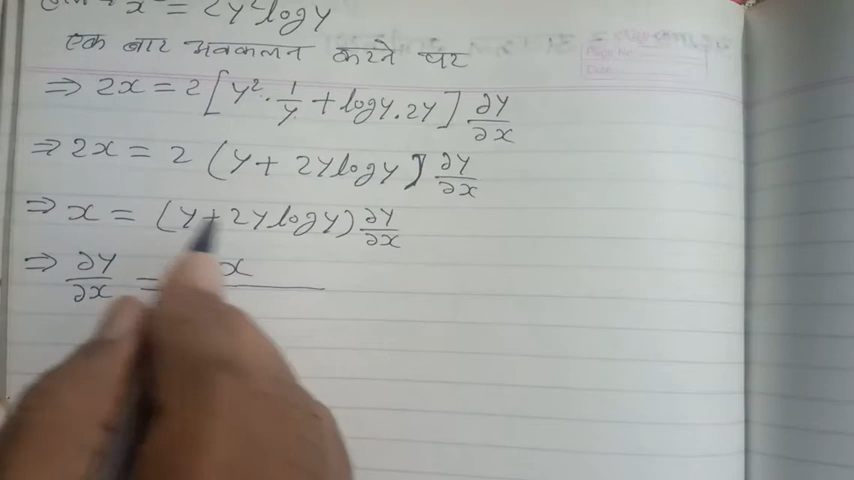 x² = 2y² log y
एक बार अवकलन करने पर
⇒ 2x = 2 [y² · 1/y + log y · 2y] ∂y/∂x
⇒ 2x = 2 (y + 2y log y) ∂y/∂x
⇒ x = (y + 2y log y) ∂y/∂x
⇒ ∂y/∂x = x